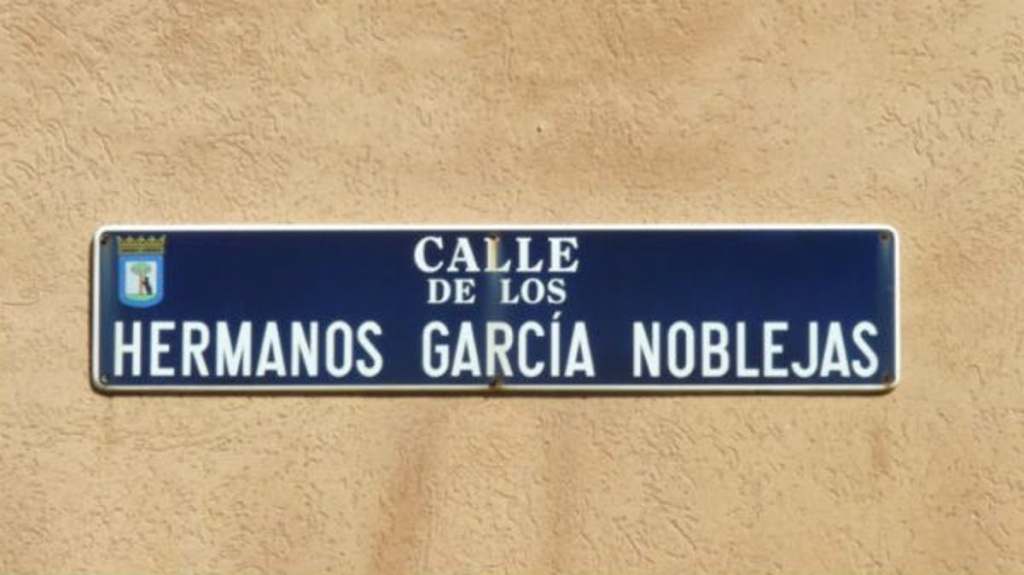 CALLE
DE LOS
HERMANOS GARCÍA NOBLEJAS